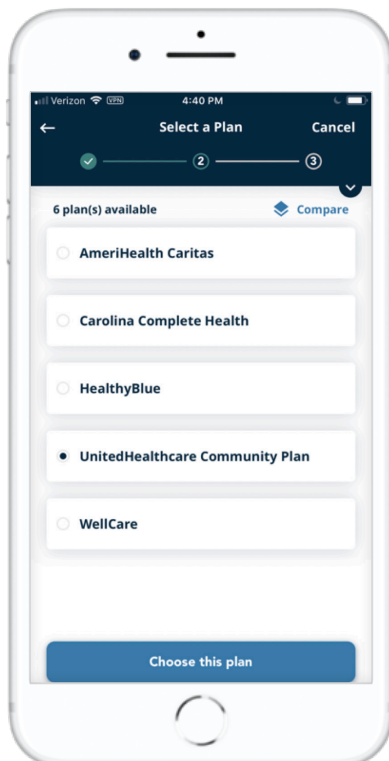 Verizon VPN 4:40 PM
Select a Plan Cancel
2 3
6 plan(s) available Compare
AmeriHealth Caritas
Carolina Complete Health
HealthyBlue
UnitedHealthcare Community Plan
WellCare
Choose this plan